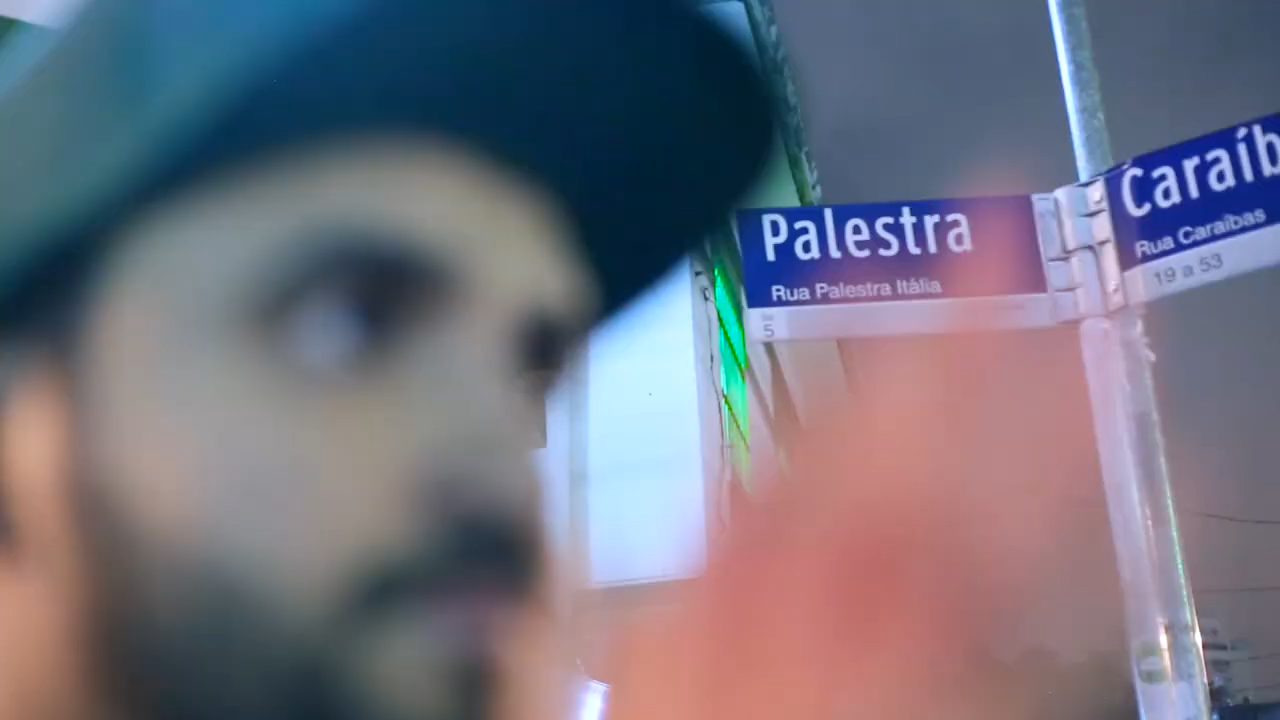 Palestra
Rua Palestra Itália
5
Caraíb
Rua Caraíbas
19 a 53